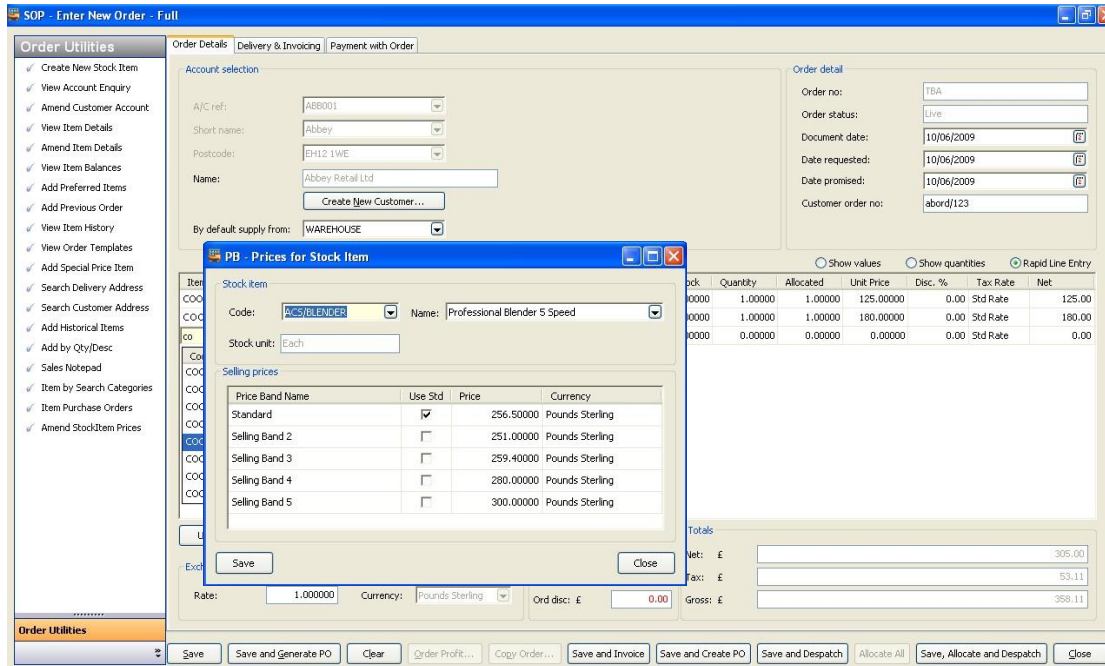 SOP - Enter New Order - Full
Order Utilities
Create New Stock Item
View Account Enquiry
Amend Customer Account
View Item Details
Amend Item Details
View Item Balances
Add Preferred Items
Add Previous Order
View Item History
View Order Templates
Add Special Price Item
Search Delivery Address
Search Customer Address
Add Historical Items
Add by Qty/Desc
Sales Notepad
Item by Search Categories
Item Purchase Orders
Amend StockItem Prices
Order Utilities
Order Details Delivery & Invoicing Payment with Order
Account selection
A/C ref: ABB001
Short name: Abbey
Postcode: EH12 1WE
Name: Abbey Retail Ltd
Create New Customer...
By default supply from: WAREHOUSE
Order detail
Order no: TBA
Order status: Live
Document date: 10/06/2009
Date requested: 10/06/2009
Date promised: 10/06/2009
Customer order no: abord/123
Show values Show quantities Rapid Line Entry
Quantity Allocated Unit Price Disc. % Tax Rate Net
1.00000 1.00000 125.00000 0.00 Std Rate 125.00
1.00000 1.00000 180.00000 0.00 Std Rate 180.00
co 0.00000 0.00000 0.00000 0.00 Std Rate 0.00
PB - Prices for Stock Item
Stock item
Code: ACS/BLENDER Name: Professional Blender 5 Speed
Stock unit: Each
Selling prices
Price Band Name Use Std Price Currency
Standard 256.50000 Pounds Sterling
Selling Band 2 251.00000 Pounds Sterling
Selling Band 3 259.40000 Pounds Sterling
Selling Band 4 280.00000 Pounds Sterling
Selling Band 5 300.00000 Pounds Sterling
Save Close
Rate: 1.000000 Currency: Pounds Sterling Ord disc: £ 0.00
Totals
Net: £ 305.00
Tax: £ 53.11
Gross: £ 358.11
Save Save and Generate PO Clear Order Profit... Copy Order... Save and Invoice Save and Create PO Save and Despatch Allocate All Save, Allocate and Despatch Close